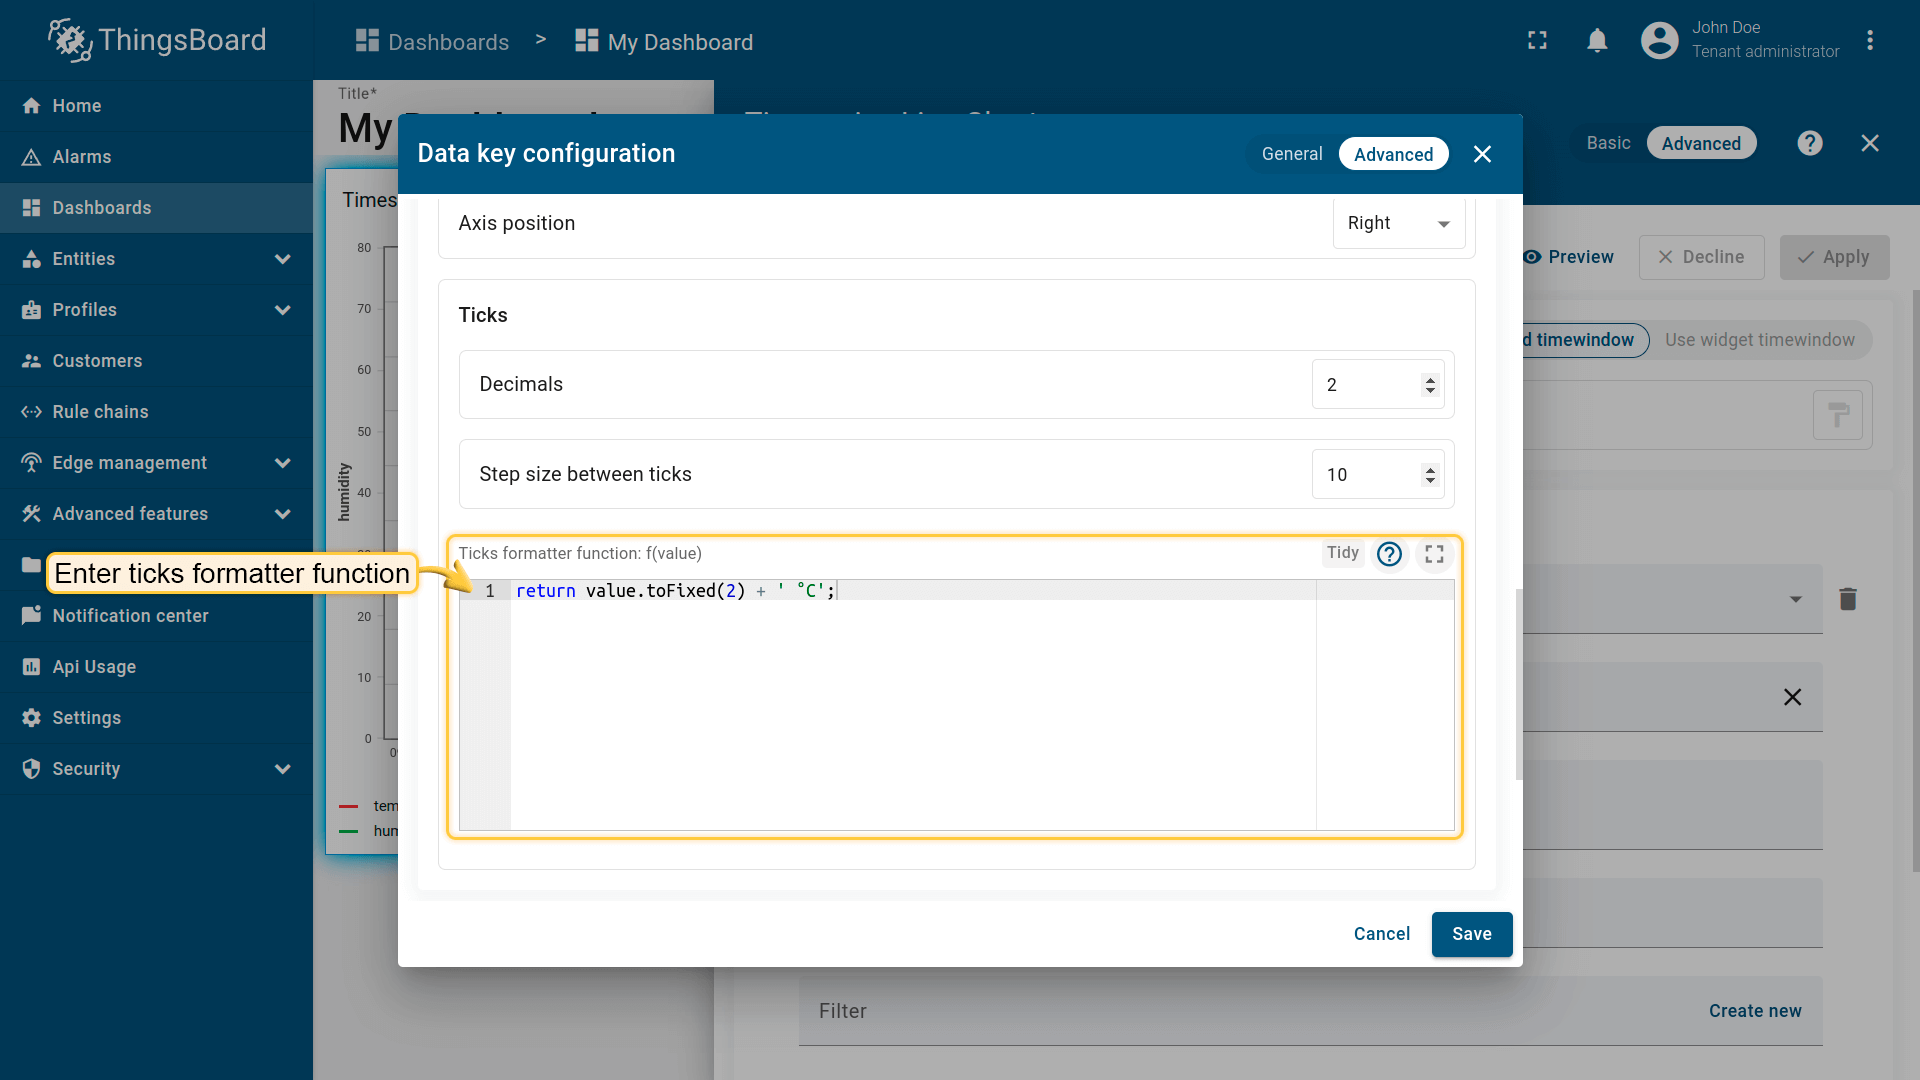 ThingsBoard
Dashboards > My Dashboard
John Doe
Tenant administrator
Home
Alarms
Dashboards
Entities
Profiles
Customers
Rule chains
Edge management
Advanced features
Notification center
Api Usage
Settings
Security
Title*
My
Times
80
70
60
50
40
20
10
0
humidity
tem
hum
Basic
Advanced
Preview
Decline
Apply
d timewindow
Use widget timewindow
Data key configuration
General
Advanced
Axis position
Right
Ticks
Decimals
2
Step size between ticks
10
Ticks formatter function: f(value)
Tidy
1
return value.toFixed(2) + ' °C';
Enter ticks formatter function
Cancel
Save
Filter
Create new